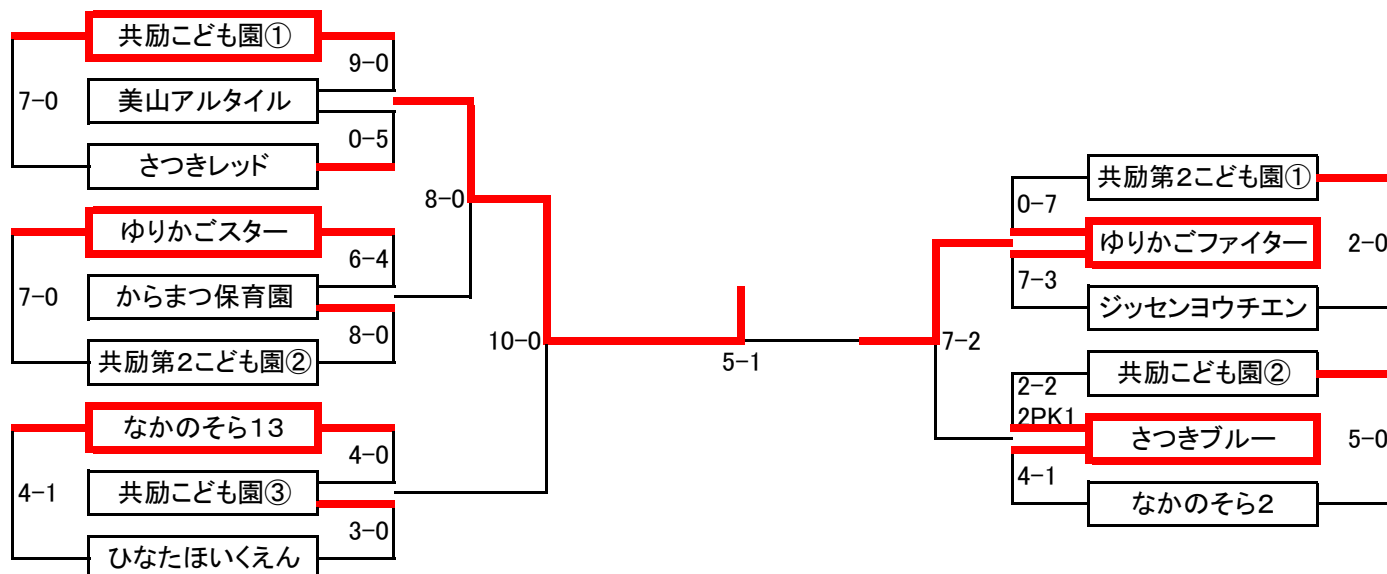 共励こども園①
9-0
7-0
美山アルタイル
0-5
さつきレッド
8-0
ゆりかごスター
6-4
7-0
からまつ保育園
8-0
共励第2こども園②
10-0
なかのそら13
4-0
4-1
共励こども園③
3-0
ひなたほいくえん
5-1
共励第2こども園①
0-7
ゆりかごファイター
2-0
7-3
ジッセンヨウチエン
7-2
共励こども園②
2-2
2PK1
さつきブルー
5-0
4-1
なかのそら2